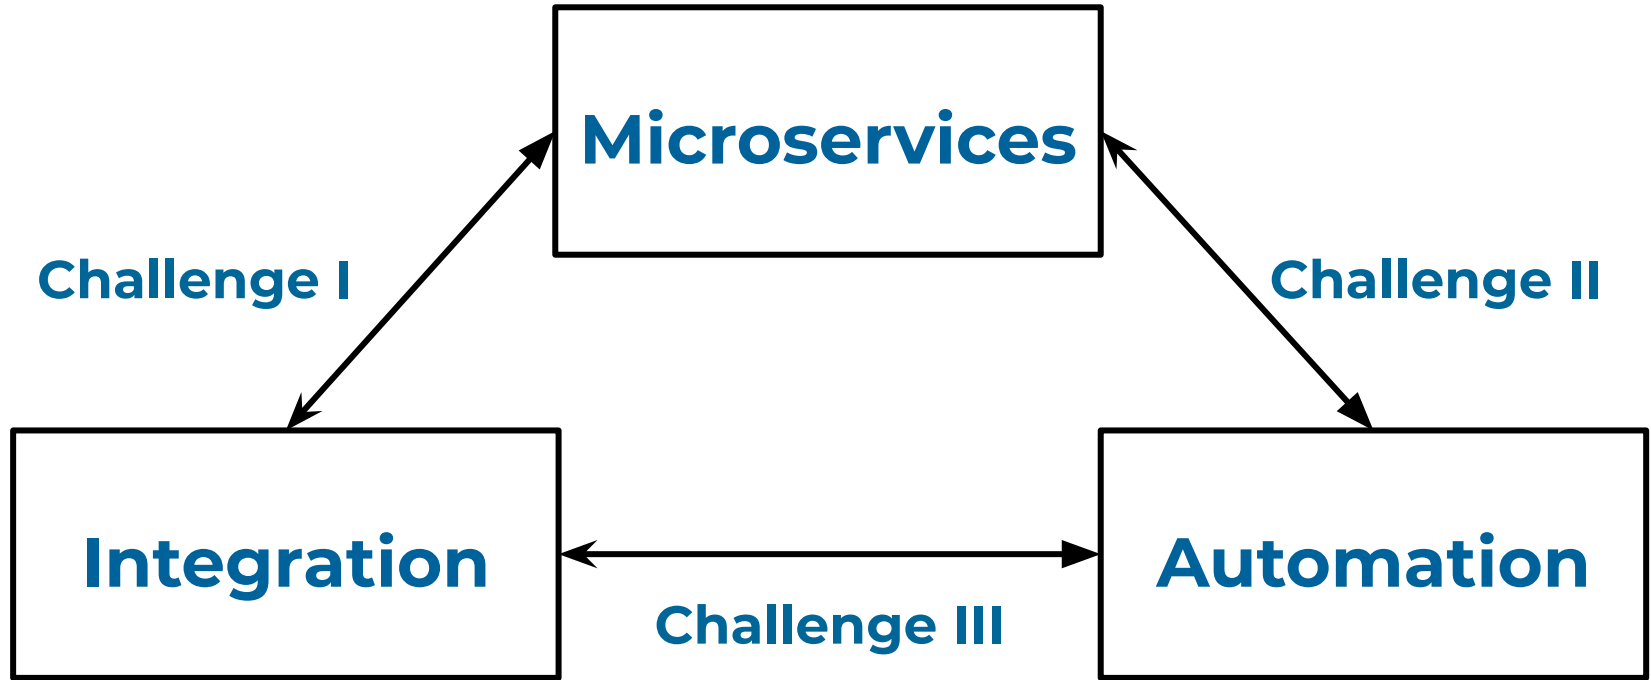 Microservices
Challenge I
Challenge II
Integration
Automation
Challenge III